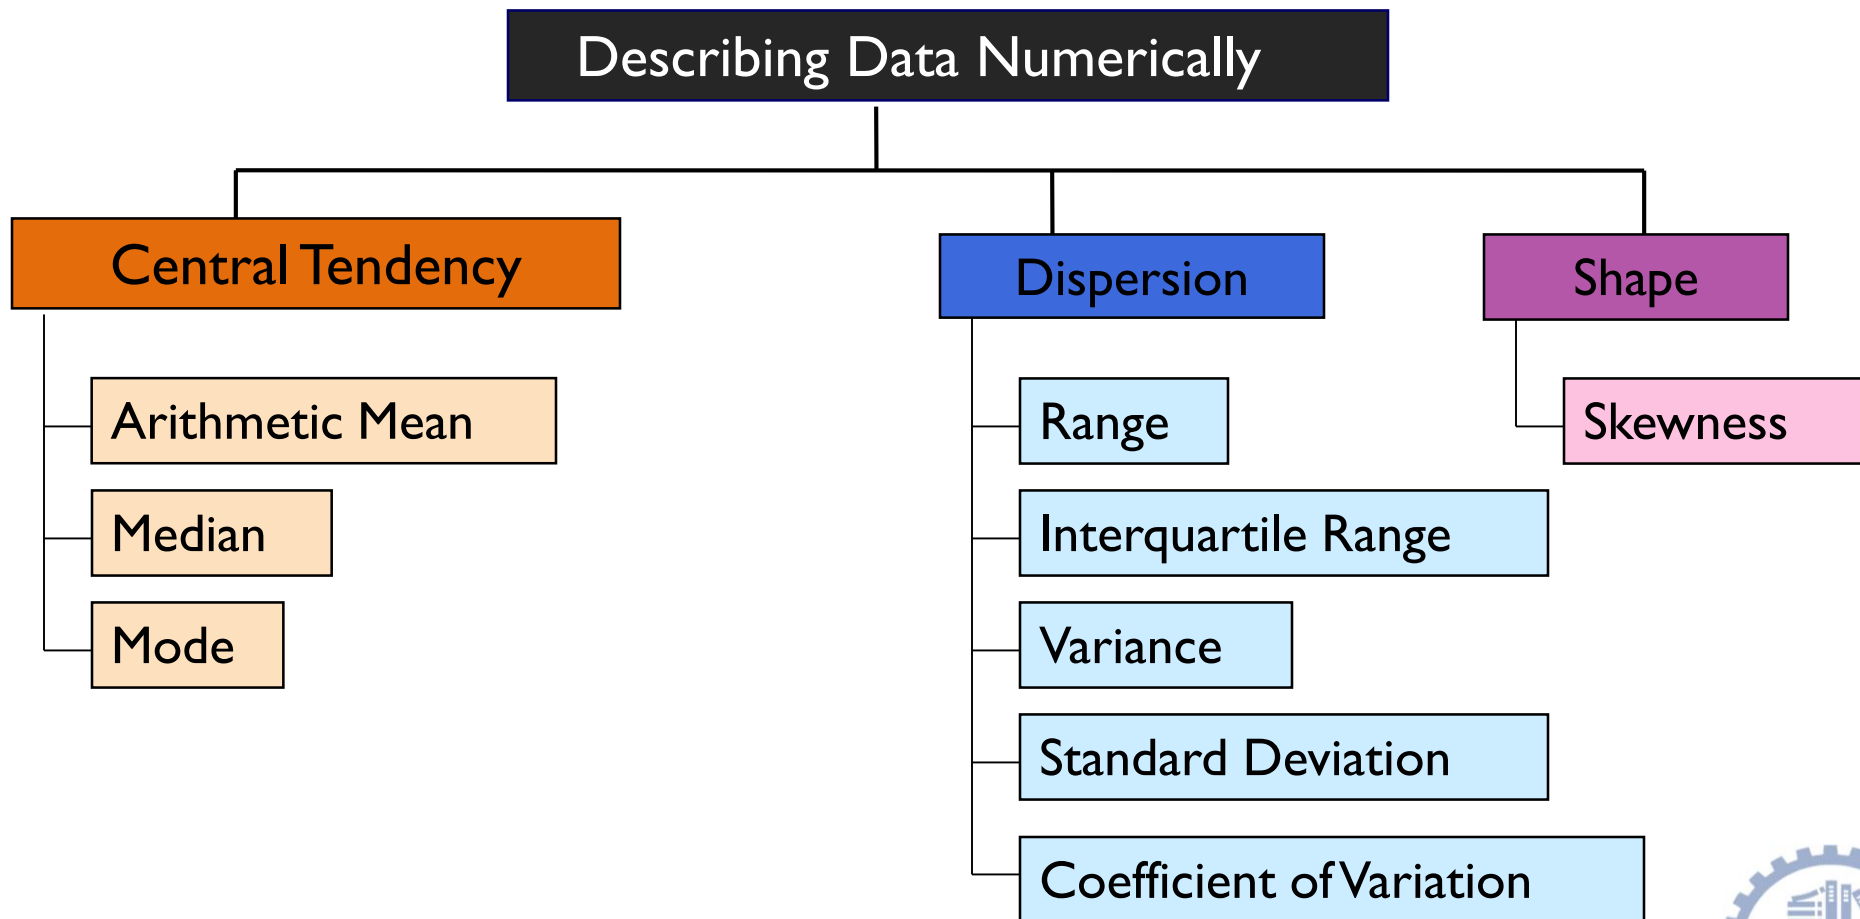 Describing Data Numerically
Central Tendency
Arithmetic Mean
Median
Mode
Dispersion
Range
Interquartile Range
Variance
Standard Deviation
Coefficient of Variation
Shape
Skewness